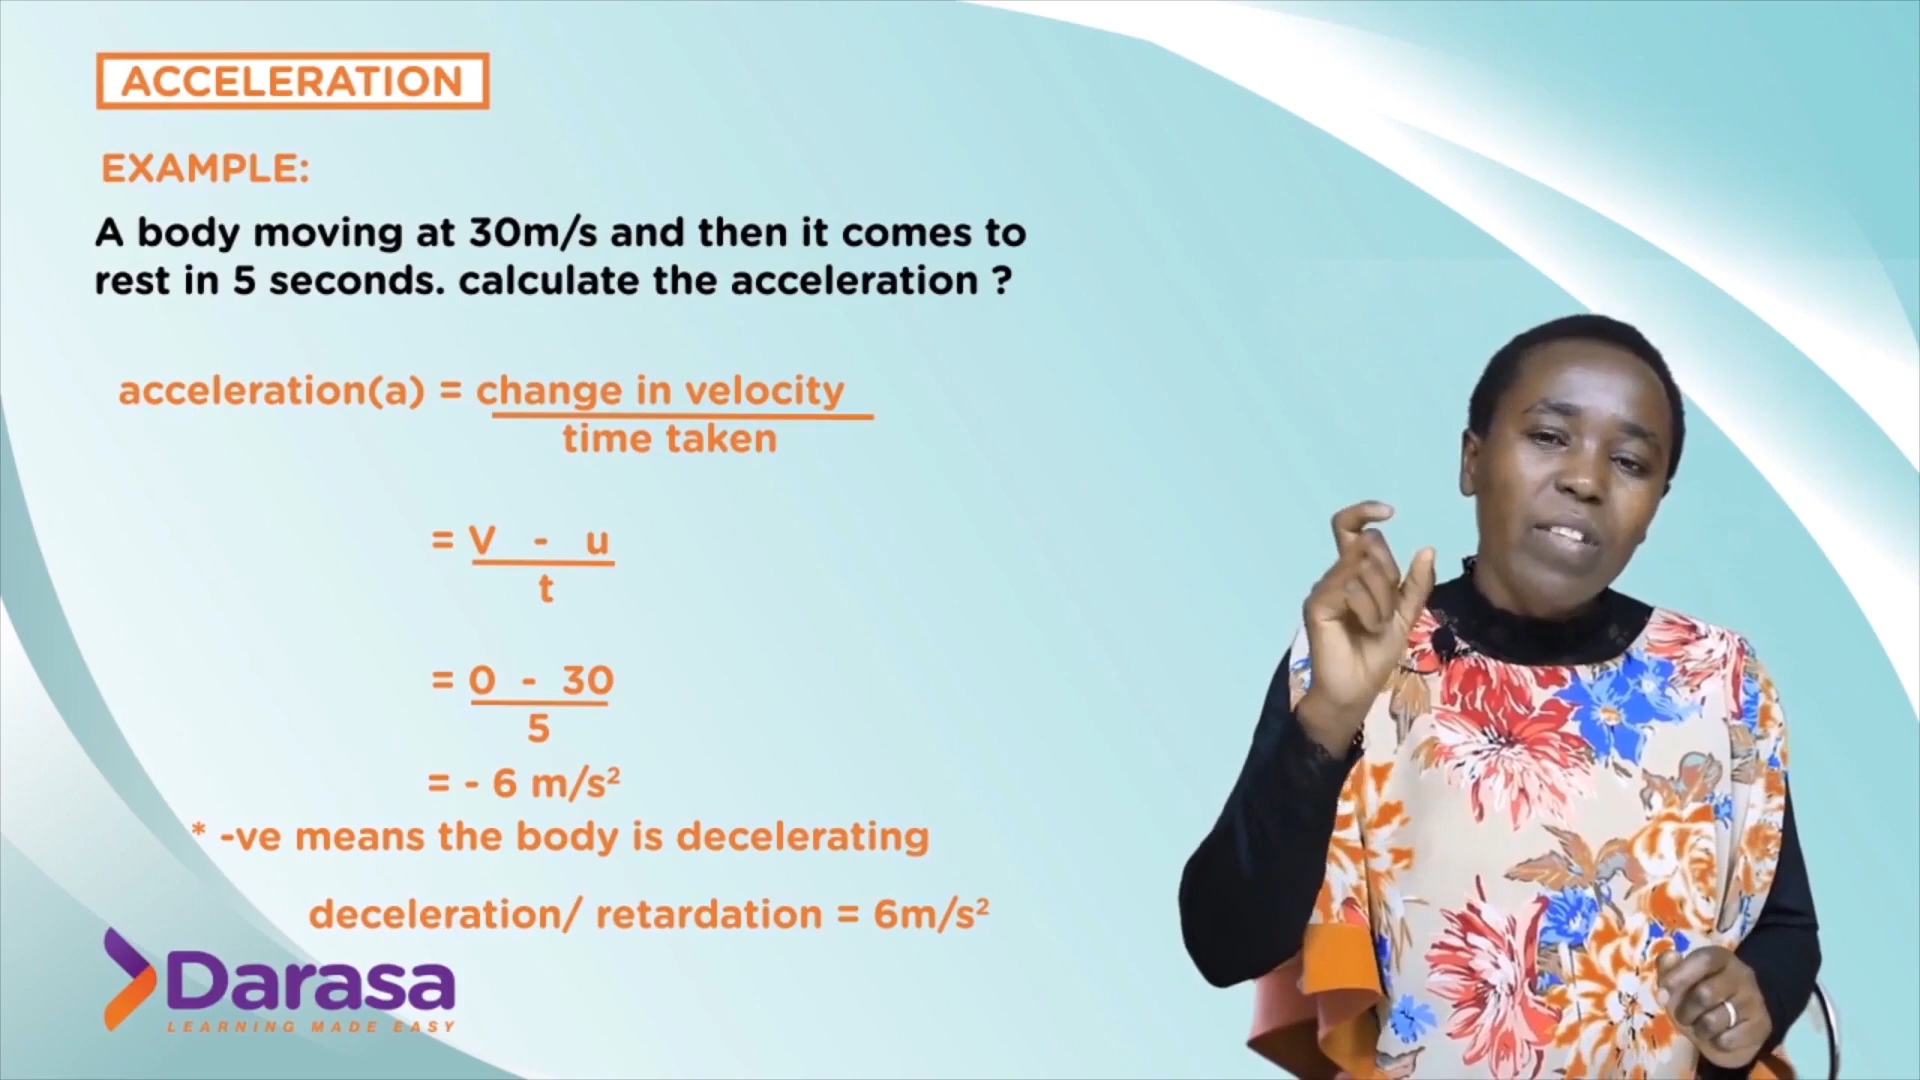 ACCELERATION
EXAMPLE:
A body moving at 30m/s and then it comes to
rest in 5 seconds. calculate the acceleration ?
acceleration(a) = change in velocity
time taken
= V - u
t
= 0 - 30
5
= - 6 m/s²
* -ve means the body is decelerating
deceleration/ retardation = 6m/s²
Darasa
LEARNING MADE EASY